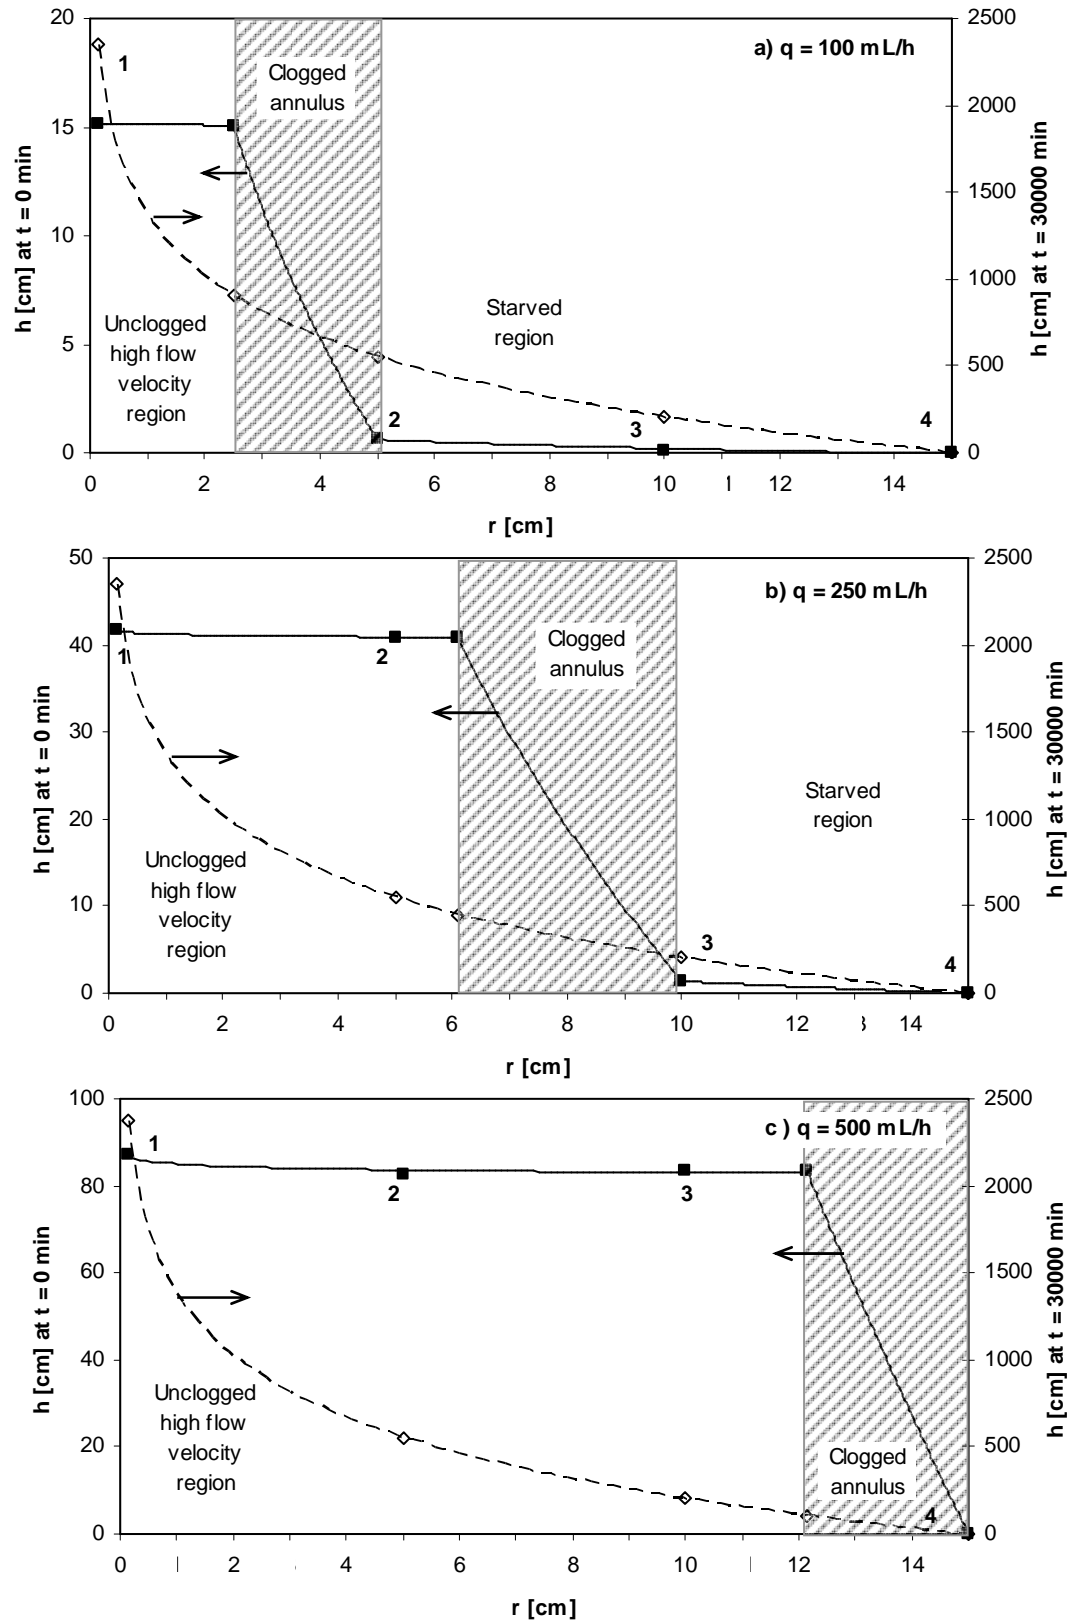 a) q = 100 mL/h
20
15
10
5
0
2500
2000
1500
1000
500
0
h [cm] at t = 0 min
h [cm] at t = 30000 min
1
Clogged
annulus
Unclogged
high flow
velocity
region
Starved
region
2
3
4
0 2 4 6 8 10 12 14
r [cm]
b) q = 250 mL/h
50
40
30
20
10
0
2500
2000
1500
1000
500
0
h [cm] at t = 0 min
h [cm] at t = 30000 min
1
2
Clogged
annulus
Unclogged
high flow
velocity
region
Starved
region
3
4
0 2 4 6 8 10 12 14
r [cm]
c ) q = 500 mL/h
100
80
60
40
20
0
2500
2000
1500
1000
500
0
h [cm] at t = 0 min
h [cm] at t = 30000 min
1
2
3
Unclogged
high flow
velocity
region
Clogged
annulus
4
0 2 4 6 8 10 12 14
r [cm]